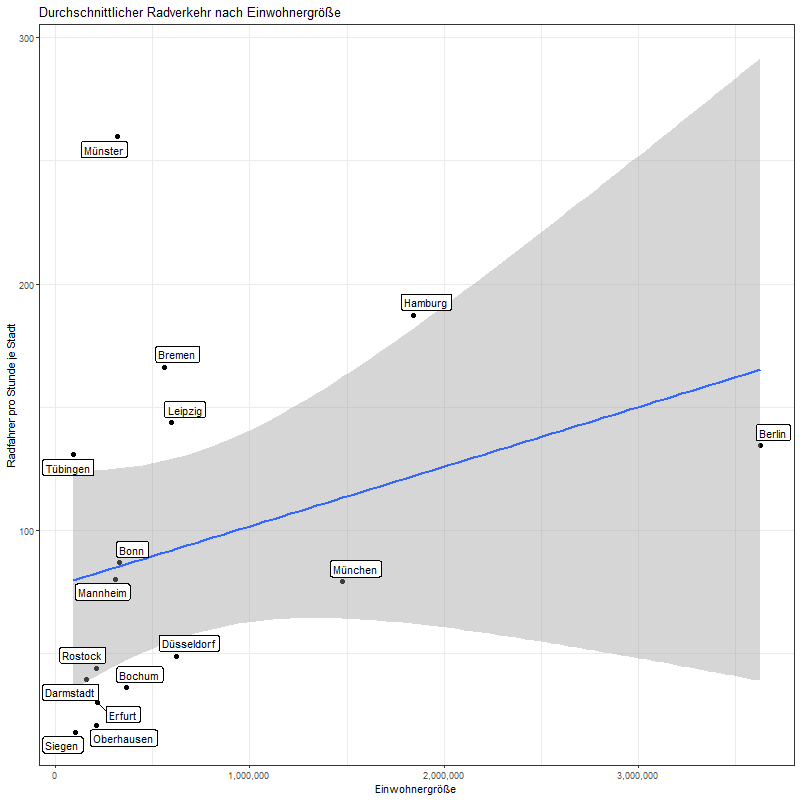 Durchschnittlicher Radverkehr nach Einwohnergröße
300
Münster
200
Hamburg
Bremen
Leipzig
Berlin
Tübingen
Radfahrer pro Stunde je Stadt
100
Bonn
München
Mannheim
Düsseldorf
Rostock
Bochum
Darmstadt
Erfurt
Oberhausen
Siegen
0
1,000,000
2,000,000
3,000,000
Einwohnergröße